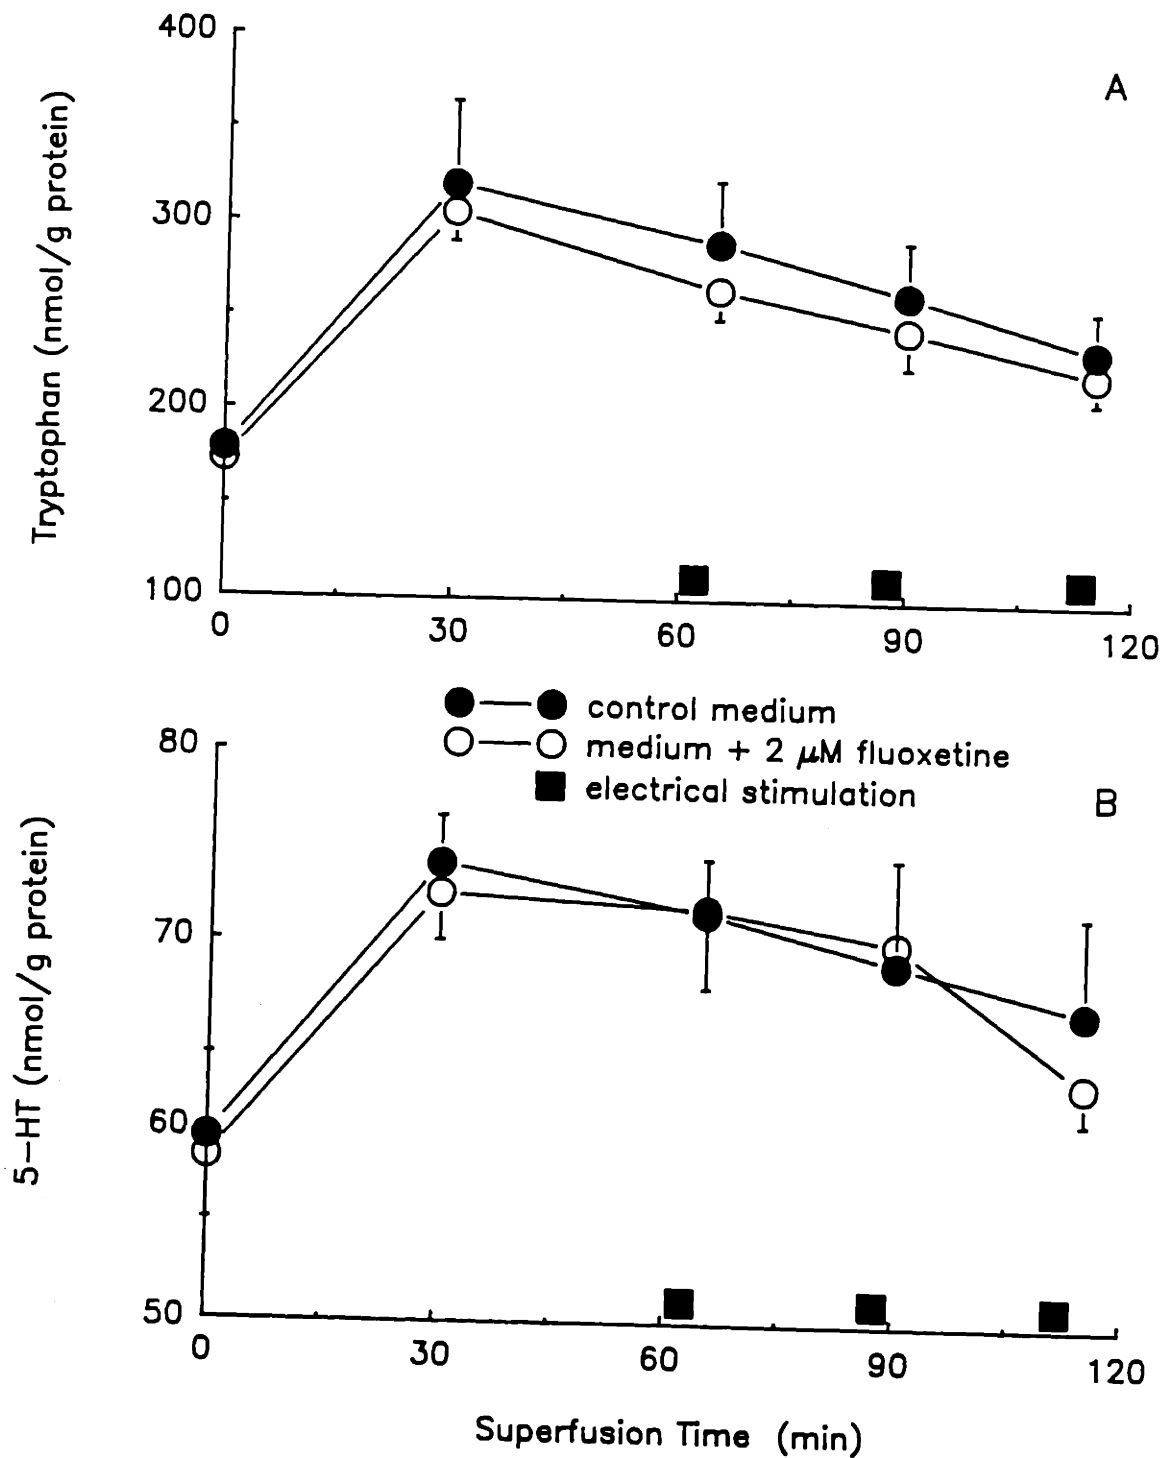 400
A
Tryptophan (nmol/g protein)
300
200
100
0
30
60
90
120
control medium
medium + 2 μM fluoxetine
electrical stimulation
80
B
5-HT (nmol/g protein)
70
60
50
0
30
60
90
120
Superfusion Time (min)